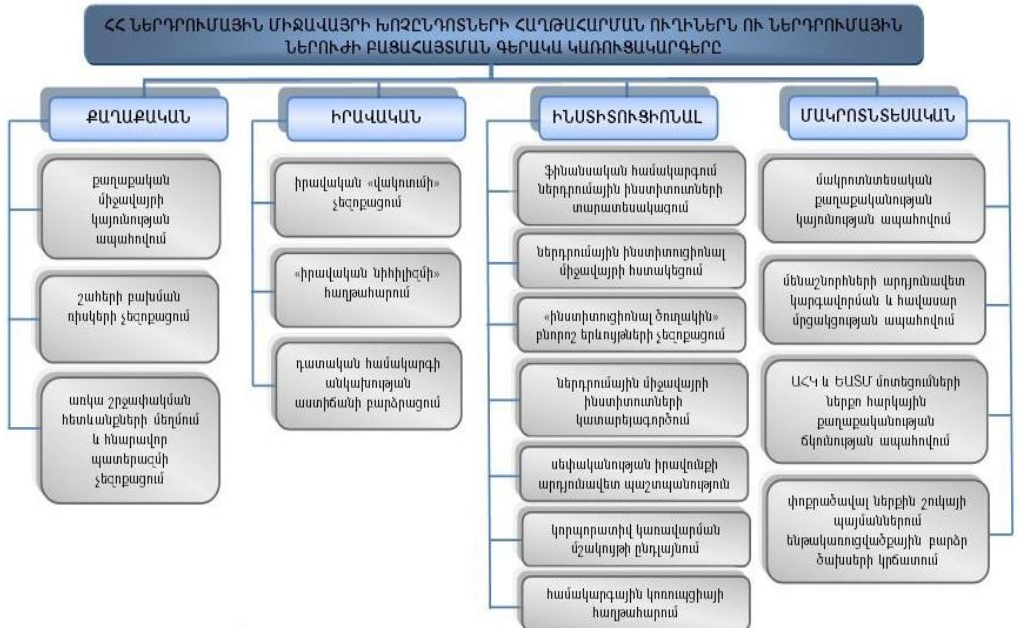 ՀՀ ՆԵՐԴՐՈՒՄԱՅԻՆ ՄԻՋԱՎԱՅՐԻ ԽՈՉԸՆԴՈՏՆԵՐԻ ՀԱՂԹԱՀԱՐՄԱՆ ՈՒՂԻՆԵՐՆ ՈՒ ՆԵՐԴՐՈՒՄԱՅԻՆ
ՆԵՐՈՒԺԻ ԲԱՑԱՀԱՅՏՄԱՆ ԳԵՐԱԿԱ ԿԱՌՈՒՑԱԿԱՐԳԵՐԸ
ՔԱՂԱՔԱԿԱՆ
քաղաքական
միջավայրի
կայունության
ապահովում
շահերի բախման
ռիսկերի չեզոքացում
առկա շրջափակման
հետևանքների մեղմում
և հնարավոր
պատերազմի
չեզոքացում
ԻՐԱՎԱԿԱՆ
իրավական «վակուումի»
չեզոքացում
«իրավական նիհիլիզմի»
հաղթահարում
դատական համակարգի
անկախության
աստիճանի բարձրացում
ԻՆՍՏԻՏՈՒՑԻՈՆԱԼ
ֆինանսական համակարգում
ներդրումային ինստիտուտների
տարատեսակացում
ներդրումային ինստիտուցիոնալ
միջավայրի հստակեցում
«ինստիտուցիոնալ ծուղակին»
բնորոշ երևույթների չեզոքացում
ներդրումային միջավայրի
ինստիտուտների
կատարելագործում
սեփականության իրավունքի
արդյունավետ պաշտպանություն
կորպորատիվ կառավարման
մշակույթի ընդլայնում
համակարգային կոռուպցիայի
հաղթահարում
ՄԱԿՐՈՏՆՏԵՍԱԿԱՆ
մակրոտնտեսական
քաղաքականության
կայունության ապահովում
մենաշնորհների արդյունավետ
կարգավորման և հավասար
մրցակցության ապահովում
ԱՀԿ և ԵԱՏՄ մոտեցումների
ներքո հարկային
քաղաքականության
ճկունության ապահովում
փոքրածավալ ներքին շուկայի
պայմաններում
ենթակառուցվածքային բարձր
ծախսերի կրճատում